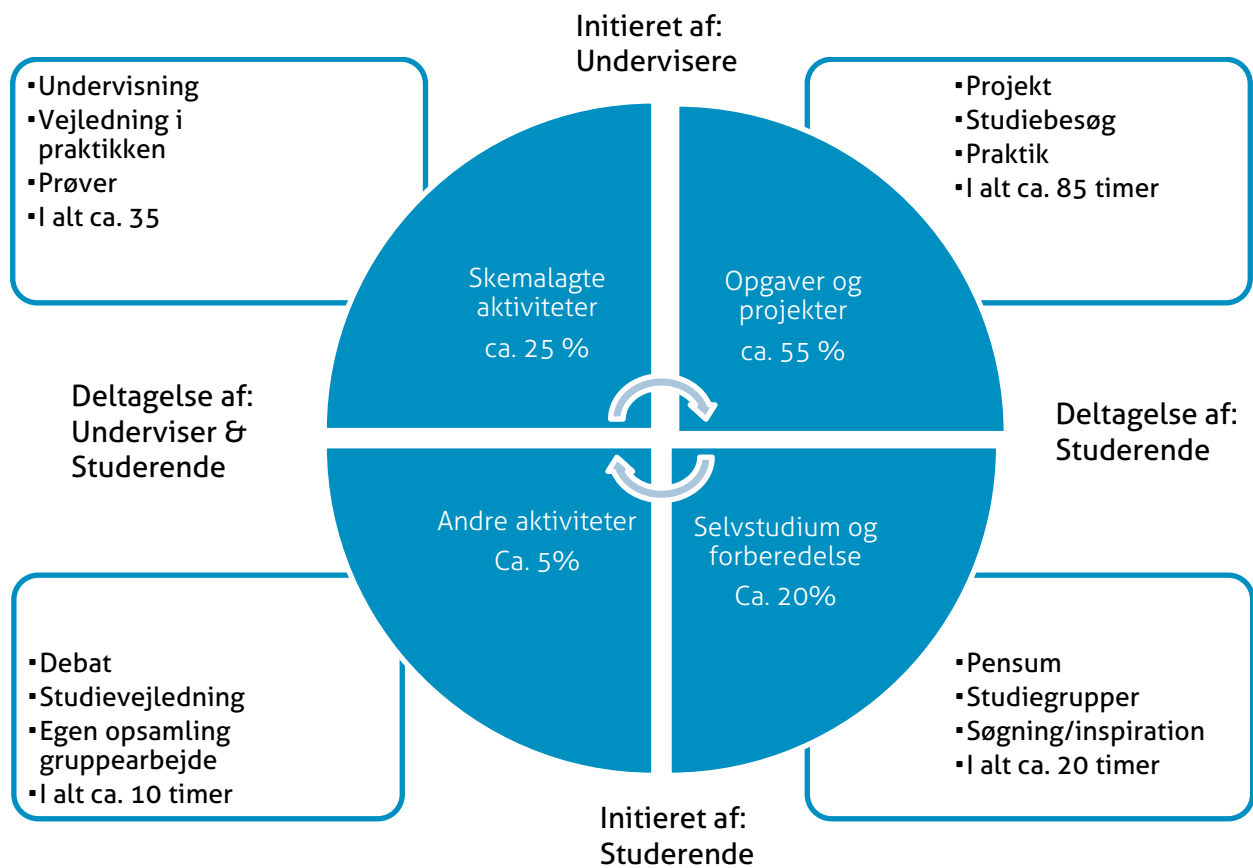 Initieret af:
Undervisere
▪Undervisning
▪Vejledning i
praktikken
▪Prøver
▪I alt ca. 35
▪Projekt
▪Studiebesøg
▪Praktik
▪I alt ca. 85 timer
Skemalagte
aktiviteter
ca. 25 %
Opgaver og
projekter
ca. 55 %
Deltagelse af:
Underviser &
Studerende
Deltagelse af:
Studerende
Andre aktiviteter
Ca. 5%
Selvstudium og
forberedelse
Ca. 20%
▪Debat
▪Studievejledning
▪Egen opsamling
gruppearbejde
▪I alt ca. 10 timer
▪Pensum
▪Studiegrupper
▪Søgning/inspiration
▪I alt ca. 20 timer
Initieret af:
Studerende